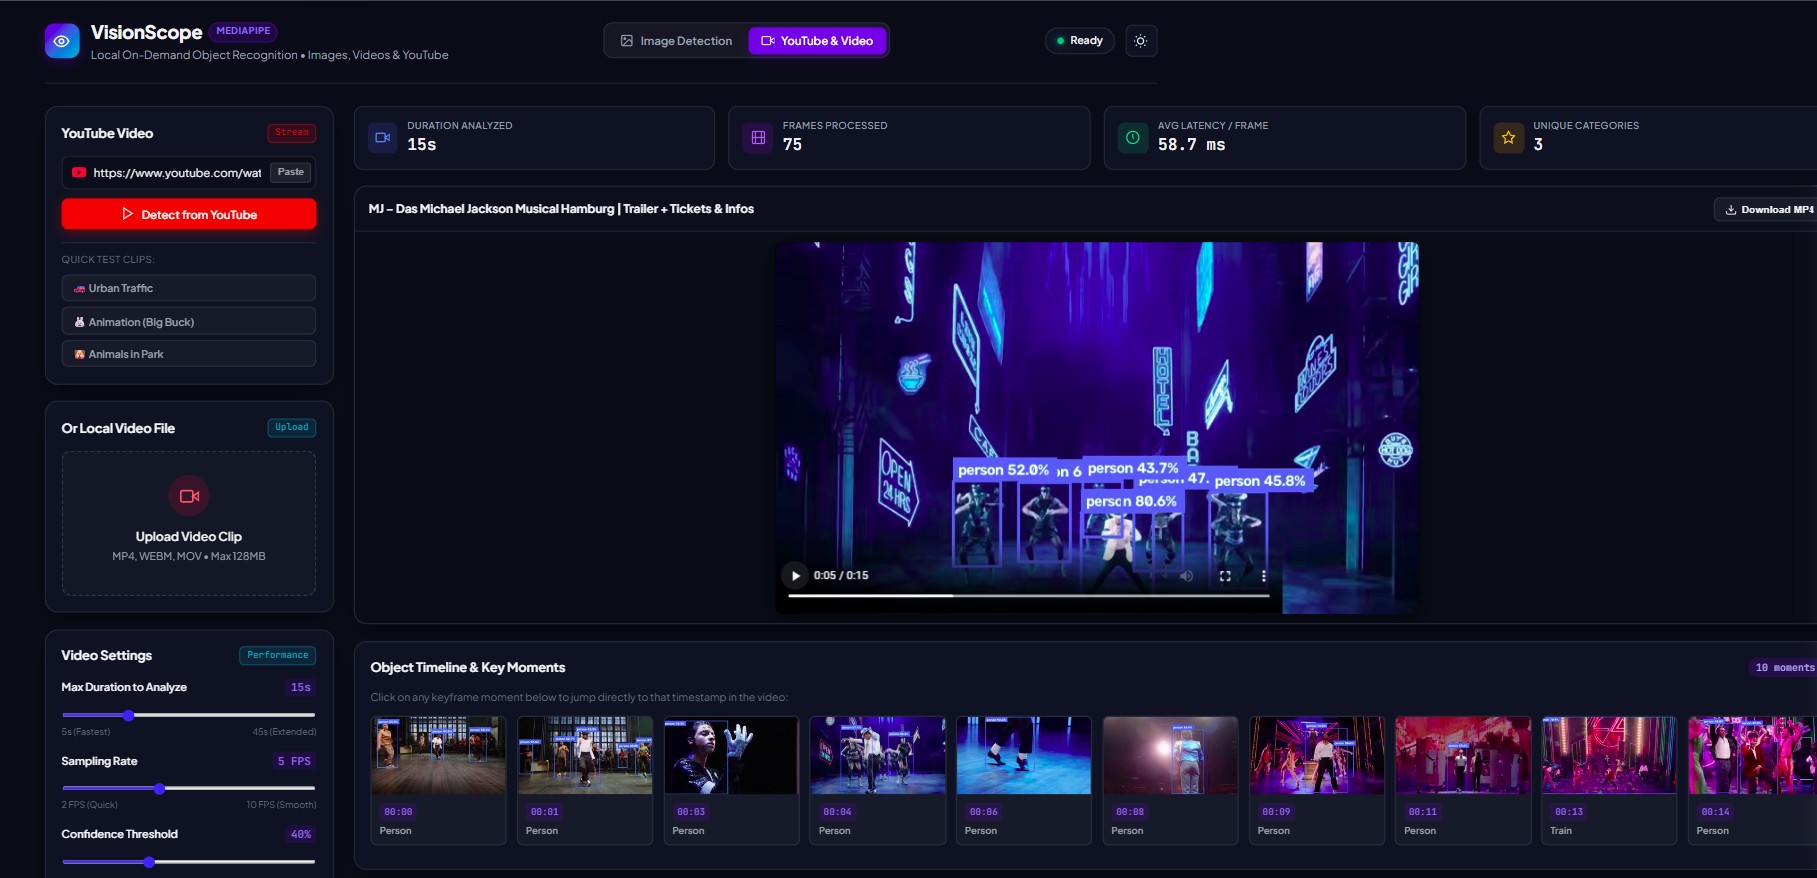 VisionScope MEDIAPIPE
Local On-Demand Object Recognition • Images, Videos & YouTube
Image Detection
YouTube & Video
Ready
YouTube Video
Stream
https://www.youtube.com/wat
Paste
Detect from YouTube
QUICK TEST CLIPS:
Urban Traffic
Animation (Big Buck)
Animals in Park
Or Local Video File
Upload
Upload Video Clip
MP4, WEBM, MOV • Max 128MB
Video Settings
Performance
Max Duration to Analyze
15s
5s (Fastest)
45s (Extended)
Sampling Rate
5 FPS
2 FPS (Quick)
10 FPS (Smooth)
Confidence Threshold
40%
DURATION ANALYZED
15s
FRAMES PROCESSED
75
AVG LATENCY / FRAME
58.7 ms
UNIQUE CATEGORIES
3
MJ – Das Michael Jackson Musical Hamburg | Trailer + Tickets & Infos
Download MP4
HOTEL
BA
OPEN
24 HRS
HOT DOG
person 52.0%
person 43.7%
47.
person 45.8%
person 80.6%
0:05 / 0:15
Object Timeline & Key Moments
10 moments
Click on any keyframe moment below to jump directly to that timestamp in the video:
00:00
Person
00:01
Person
00:03
Person
00:04
Person
00:06
Person
00:08
Person
00:09
Person
00:11
Person
00:13
Train
00:14
Person